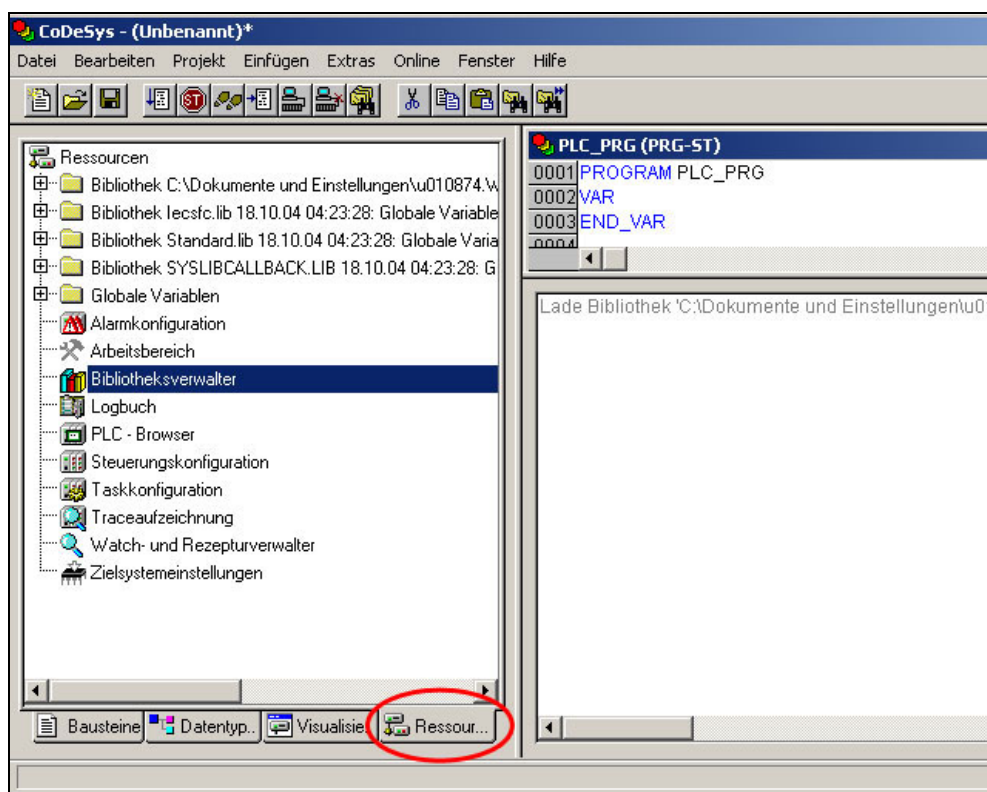 CoDeSys - (Unbenannt)*
Datei Bearbeiten Projekt Einfügen Extras Online Fenster Hilfe
Ressourcen
Bibliothek C:\Dokumente und Einstellungen\u010874.W
Bibliothek Iecsfc.lib 18.10.04 04:23:28: Globale Variable
Bibliothek Standard.lib 18.10.04 04:23:28: Globale Varia
Bibliothek SYSLIBCALLBACK.LIB 18.10.04 04:23:28: G
Globale Variablen
Alarmkonfiguration
Arbeitsbereich
Bibliotheksverwalter
Logbuch
PLC - Browser
Steuerungskonfiguration
Taskkonfiguration
Traceaufzeichnung
Watch- und Rezepturverwalter
Zielsystemeinstellungen
Bausteine Datentyp.. Visualisie. Ressour...
PLC_PRG (PRG-ST)
0001 PROGRAM PLC_PRG
0002 VAR
0003 END_VAR
0004
Lade Bibliothek 'C:\Dokumente und Einstellungen\u0